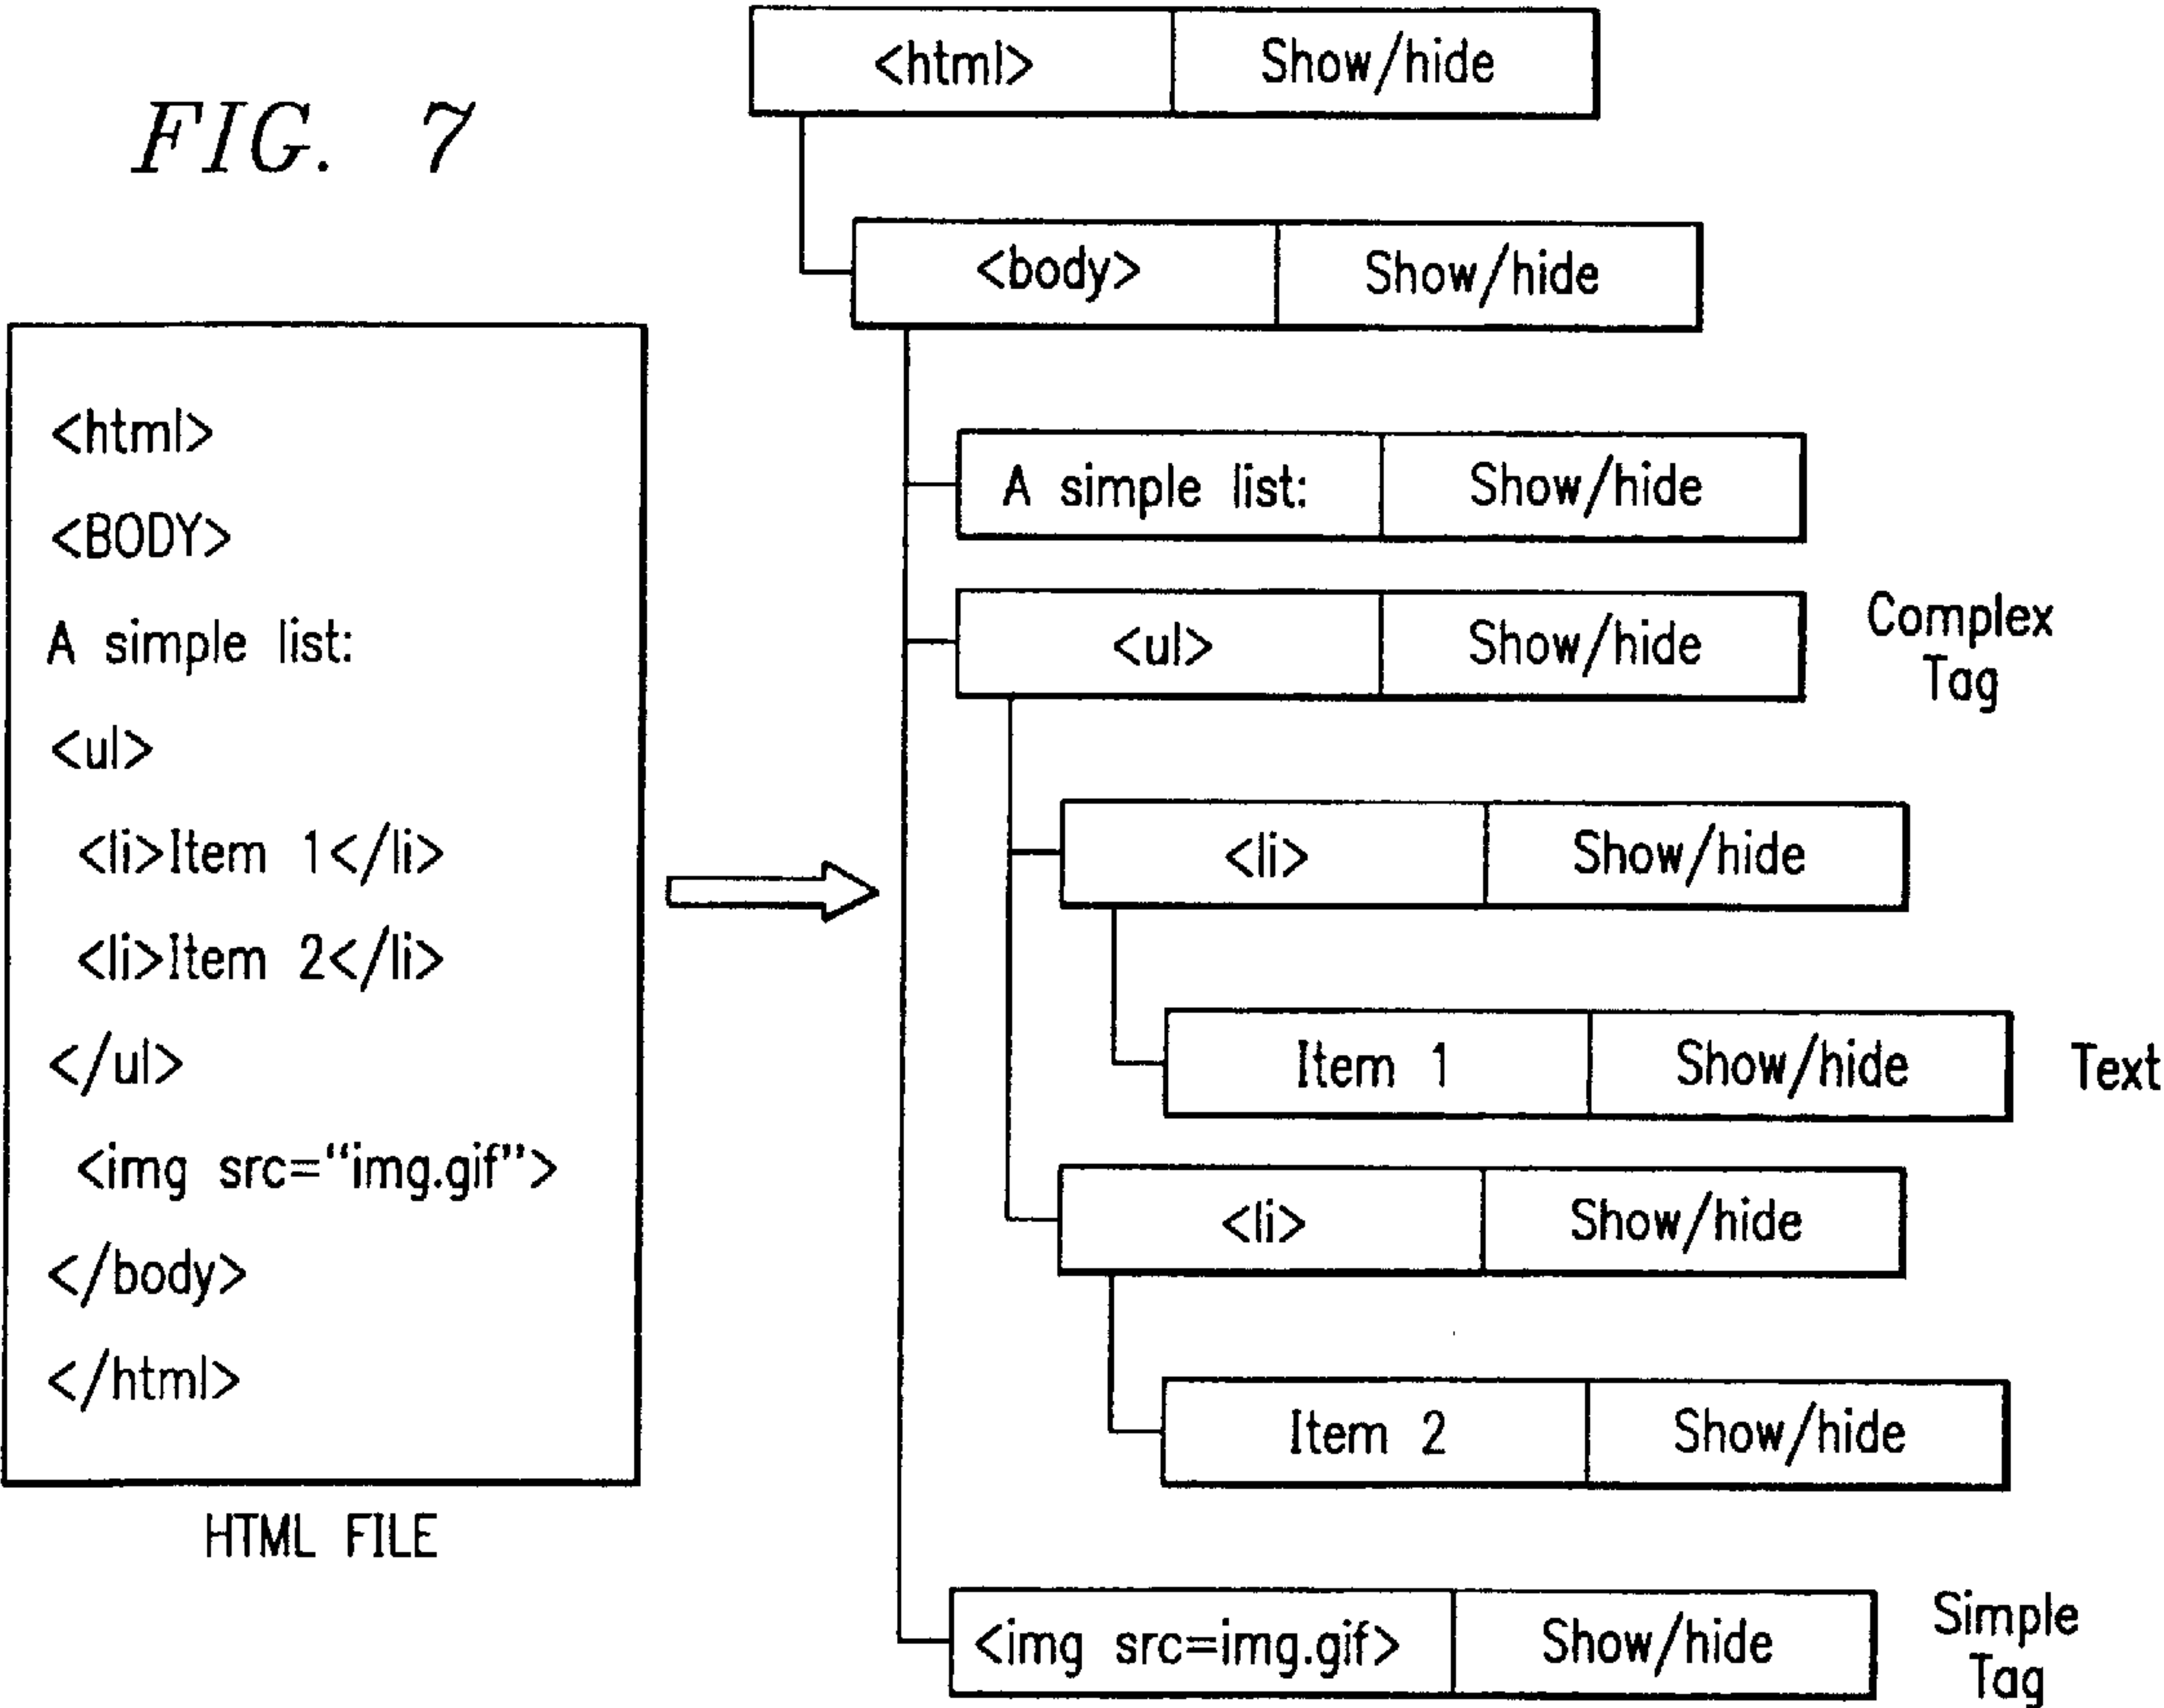 FIG. 7
<html>
<BODY>
A simple list:
<ul>
<li>Item 1</li>
<li>Item 2</li>
</ul>
<img src=“img.gif”>
</body>
</html>
HTML FILE
<html> Show/hide
<body> Show/hide
A simple list: Show/hide
<ul> Show/hide
Complex
Tag
<li> Show/hide
Item 1 Show/hide
Text
<li> Show/hide
Item 2 Show/hide
<img src=img.gif> Show/hide
Simple
Tag